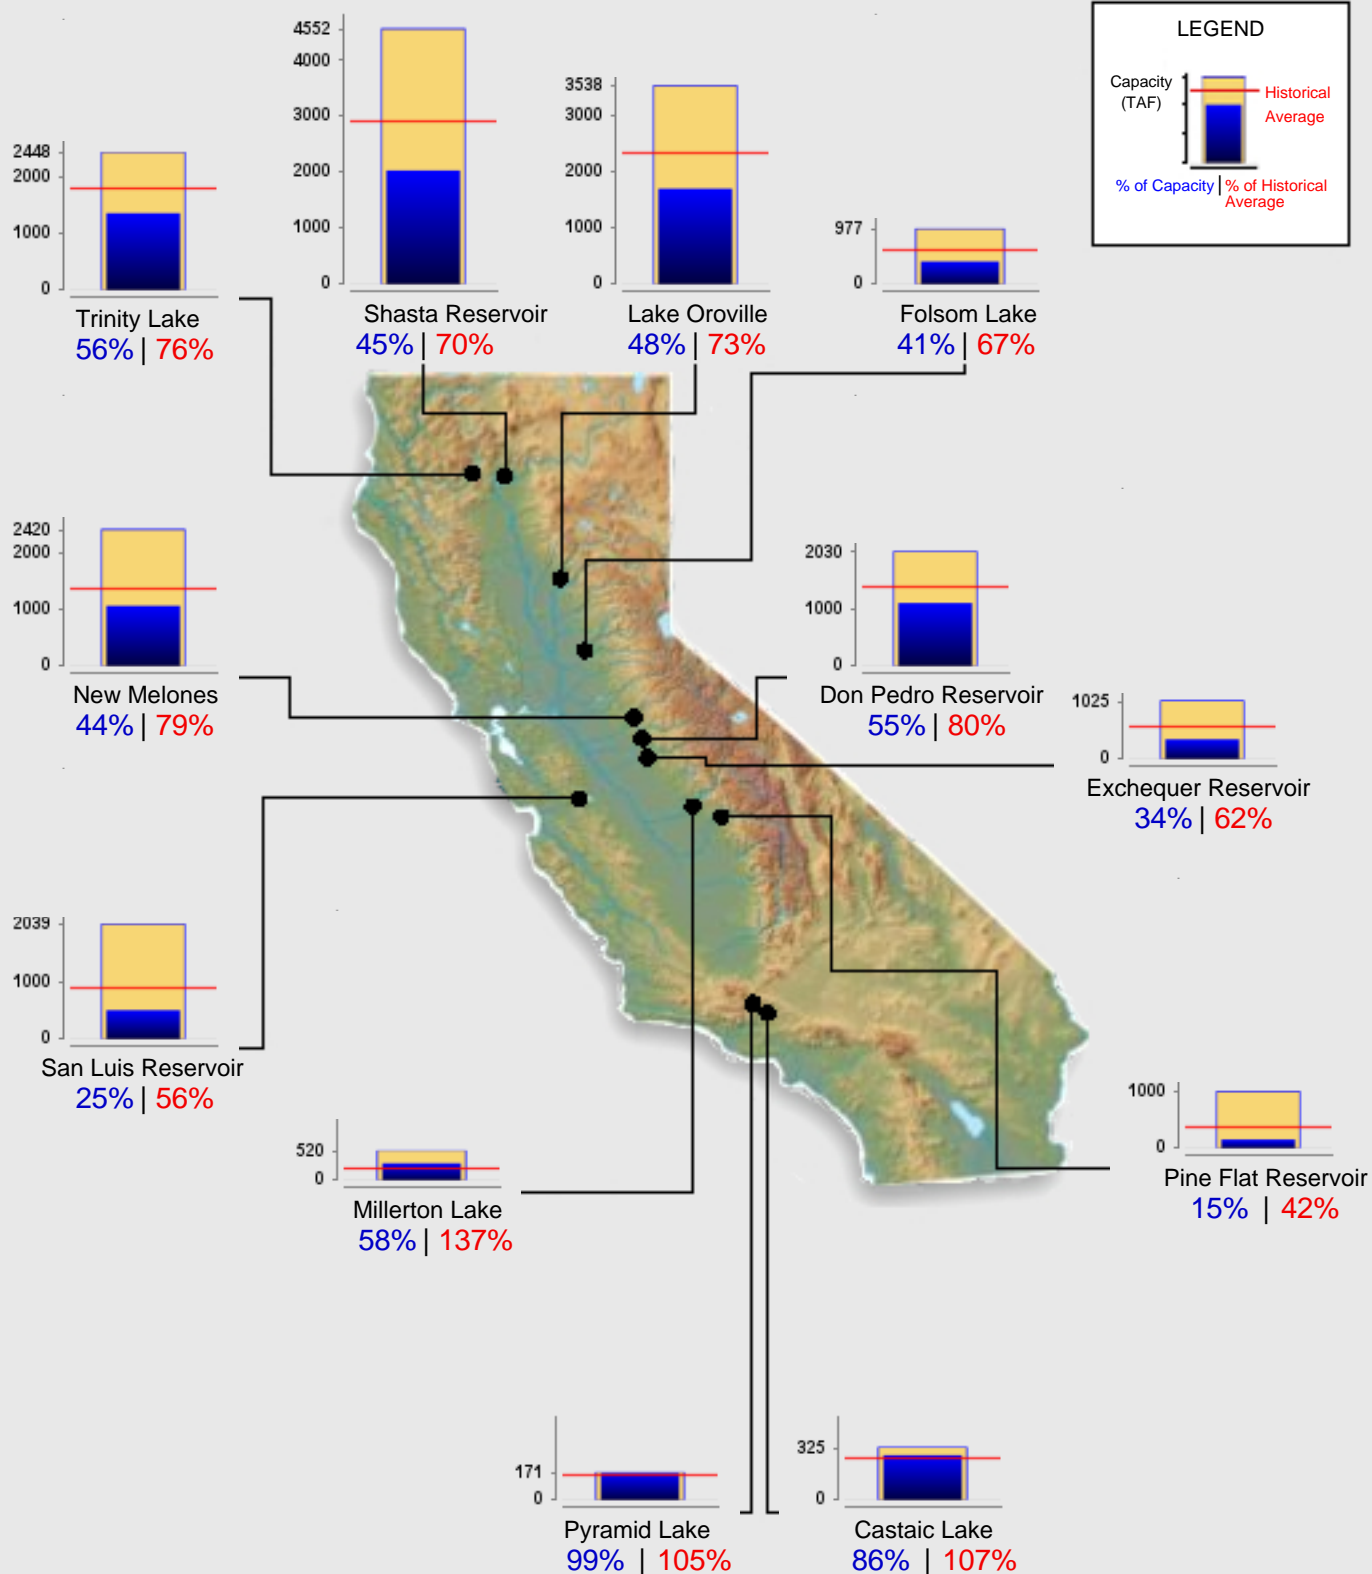 LEGEND
Capacity
(TAF)
Historical
Average
% of Capacity | % of Historical
Average
2448
2000
1000
0
Trinity Lake
56% | 76%
4552
4000
3000
2000
1000
0
Shasta Reservoir
45% | 70%
3538
3000
2000
1000
0
Lake Oroville
48% | 73%
977
0
Folsom Lake
41% | 67%
2420
2000
1000
0
New Melones
44% | 79%
2030
1000
0
Don Pedro Reservoir
55% | 80%
1025
0
Exchequer Reservoir
34% | 62%
2039
1000
0
San Luis Reservoir
25% | 56%
520
0
Millerton Lake
58% | 137%
1000
0
Pine Flat Reservoir
15% | 42%
171
0
Pyramid Lake
99% | 105%
325
0
Castaic Lake
86% | 107%